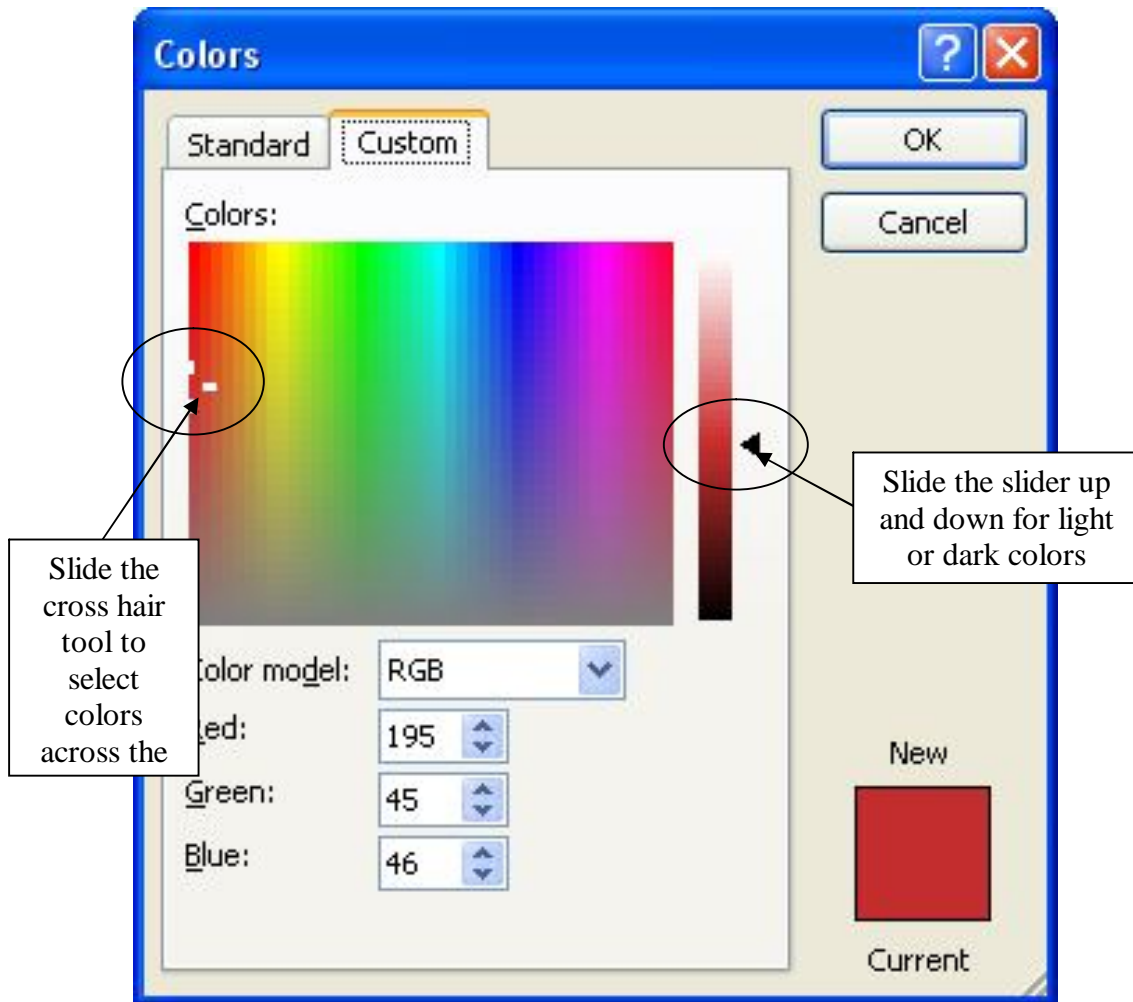 Colors
Standard
Custom
Colors:
OK
Cancel
Slide the slider up
and down for light
or dark colors
Slide the
cross hair
tool to
select
colors
across the
olor model:
RGB
ed:
195
Green:
45
Blue:
46
New
Current